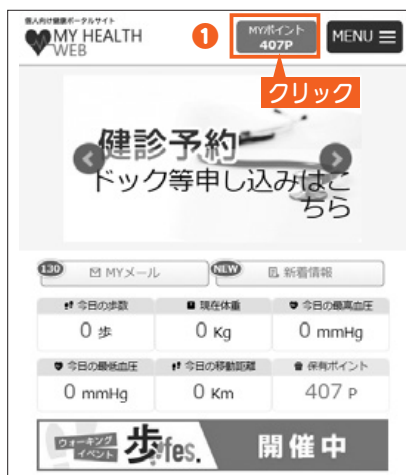 個人向け健康ポータルサイト
MY HEALTH
WEB
❶
MYポイント
407P
MENU
クリック
健診予約
ドック等申し込みはこ
ちら
130
MYメール
NEW
新着情報
今日の歩数
現在体重
今日の最高血圧
0 歩
0 Kg
0 mmHg
今日の最低血圧
今日の移動距離
保有ポイント
0 mmHg
0 Km
407 P
ウォーキング
イベント
歩fes.
開催中